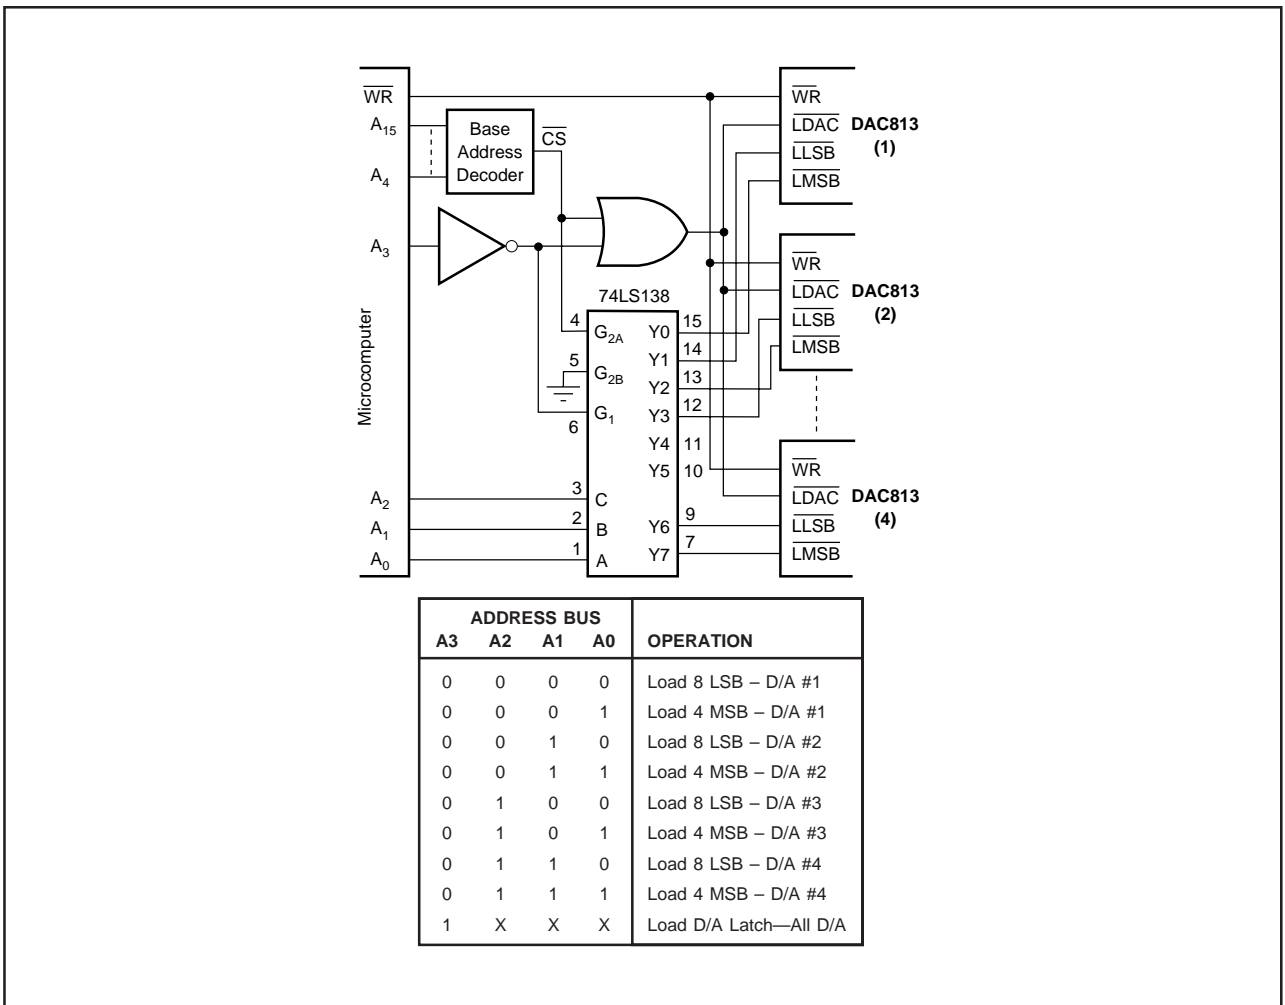 WR
A15
A4
A3
Microcomputer
A2
A1
A0
Base
Address
Decoder
CS
74LS138
4
G2A
5
G2B
G1
6
3
C
2
B
1
A
Y0
15
Y1
14
Y2
13
Y3
12
Y4
11
Y5
10
Y6
9
Y7
7
WR
LDAC
LLSB
LMSB
DAC813
(1)
WR
LDAC
LLSB
LMSB
DAC813
(2)
WR
LDAC
LLSB
LMSB
DAC813
(4)
ADDRESS BUS
A3 A2 A1 A0 OPERATION
0 0 0 0 Load 8 LSB – D/A #1
0 0 0 1 Load 4 MSB – D/A #1
0 0 1 0 Load 8 LSB – D/A #2
0 0 1 1 Load 4 MSB – D/A #2
0 1 0 0 Load 8 LSB – D/A #3
0 1 0 1 Load 4 MSB – D/A #3
0 1 1 0 Load 8 LSB – D/A #4
0 1 1 1 Load 4 MSB – D/A #4
1 X X X Load D/A Latch—All D/A